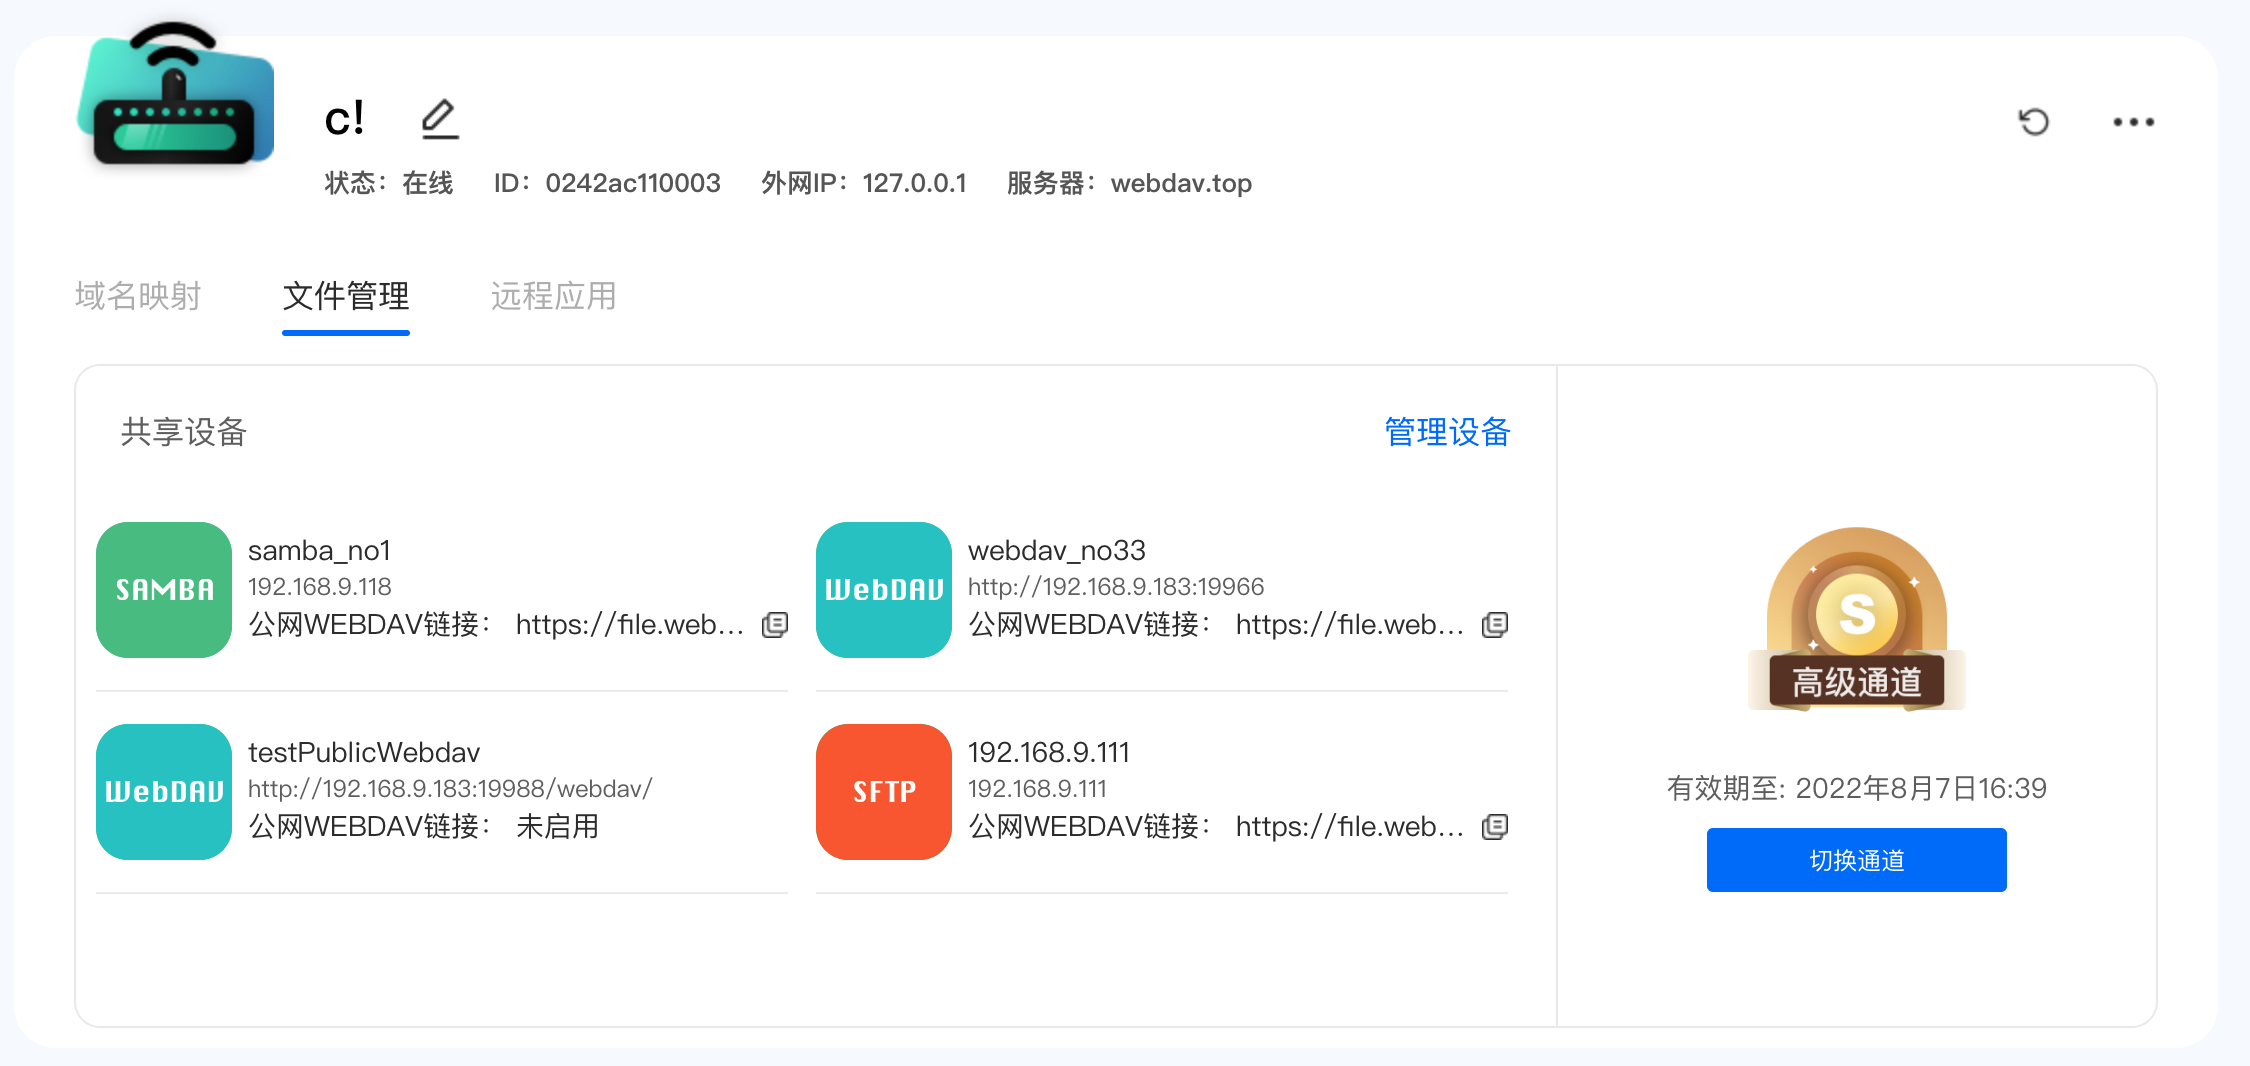 c!
状态：在线 ID：0242ac110003 外网IP：127.0.0.1 服务器：webdav.top
域名映射 文件管理 远程应用
共享设备 管理设备
SAMBA
samba_no1
192.168.9.118
公网WEBDAV链接： https://file.web...
WebDAV
webdav_no33
http://192.168.9.183:19966
公网WEBDAV链接： https://file.web...
WebDAV
testPublicWebdav
http://192.168.9.183:19988/webdav/
公网WEBDAV链接： 未启用
SFTP
192.168.9.111
192.168.9.111
公网WEBDAV链接： https://file.web...
S
高级通道
有效期至: 2022年8月7日16:39
切换通道